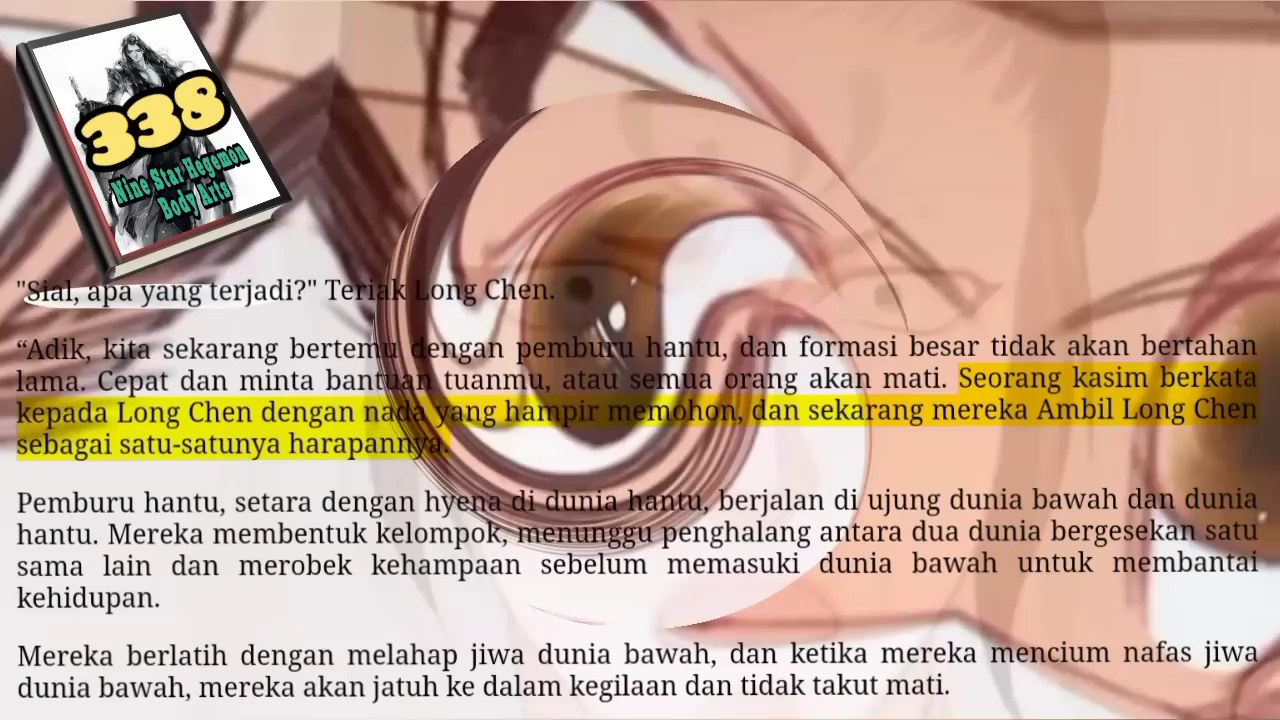 338
Nine Star Hegemon
Body Arts
"Sial, apa yang terjadi?" Teriak Long Chen.
“Adik, kita sekarang bertemu dengan pemburu hantu, dan formasi besar tidak akan bertahan
lama. Cepat dan minta bantuan tuanmu, atau semua orang akan mati. Seorang kasim berkata
kepada Long Chen dengan nada yang hampir memohon, dan sekarang mereka Ambil Long Chen
sebagai satu-satunya harapannya.
Pemburu hantu, setara dengan hyena di dunia hantu, berjalan di ujung dunia bawah dan dunia
hantu. Mereka membentuk kelompok, menunggu penghalang antara dua dunia bergesekan satu
sama lain dan merobek kehampaan sebelum memasuki dunia bawah untuk membantai
kehidupan.
Mereka berlatih dengan melahap jiwa dunia bawah, dan ketika mereka mencium nafas jiwa
dunia bawah, mereka akan jatuh ke dalam kegilaan dan tidak takut mati.